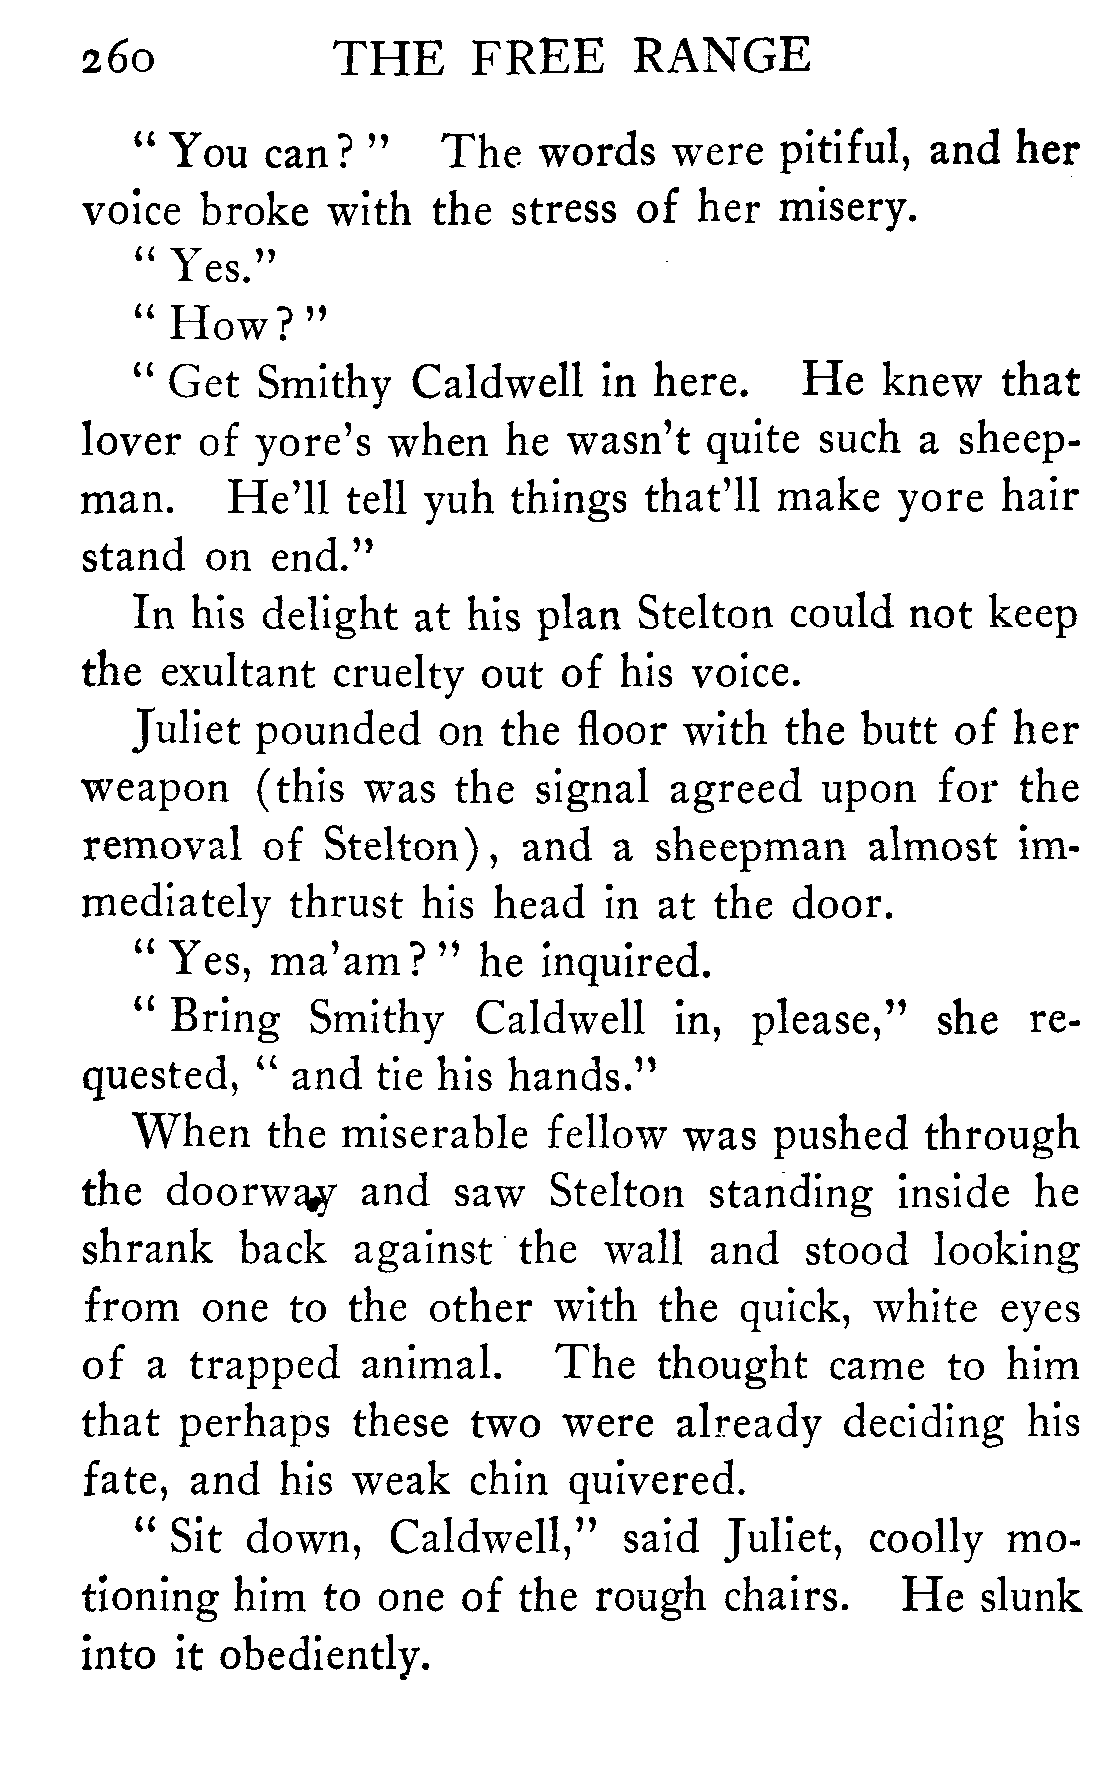 260 THE FREE RANGE
" You can? " The words were pitiful, and her
voice broke with the stress of her misery.
" Yes."
" How? "
" Get Smithy Caldwell in here. He knew that
lover of yore's when he wasn't quite such a sheep-
man. He'll tell yuh things that'll make yore hair
stand on end."
In his delight at his plan Stelton could not keep
the exultant cruelty out of his voice.
Juliet pounded on the floor with the butt of her
weapon (this was the signal agreed upon for the
removal of Stelton), and a sheepman almost im-
mediately thrust his head in at the door.
" Yes, ma'am? " he inquired.
" Bring Smithy Caldwell in, please," she re-
quested, " and tie his hands."
When the miserable fellow was pushed through
the doorway and saw Stelton standing inside he
shrank back against the wall and stood looking
from one to the other with the quick, white eyes
of a trapped animal. The thought came to him
that perhaps these two were already deciding his
fate, and his weak chin quivered.
" Sit down, Caldwell," said Juliet, coolly mo-
tioning him to one of the rough chairs. He slunk
into it obediently.